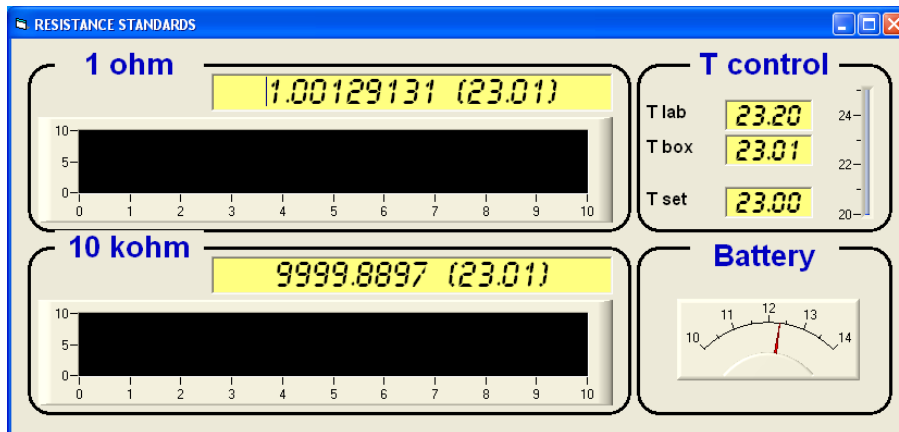 RESISTANCE STANDARDS
1 ohm
1.00129131 (23.01)
10
5
0
0 1 2 3 4 5 6 7 8 9 10
10 kohm
9999.8897 (23.01)
10
5
0
0 1 2 3 4 5 6 7 8 9 10
T control
T lab 23.20
T box 23.01
T set 23.00
24
22
20
Battery
10 11 12 13 14